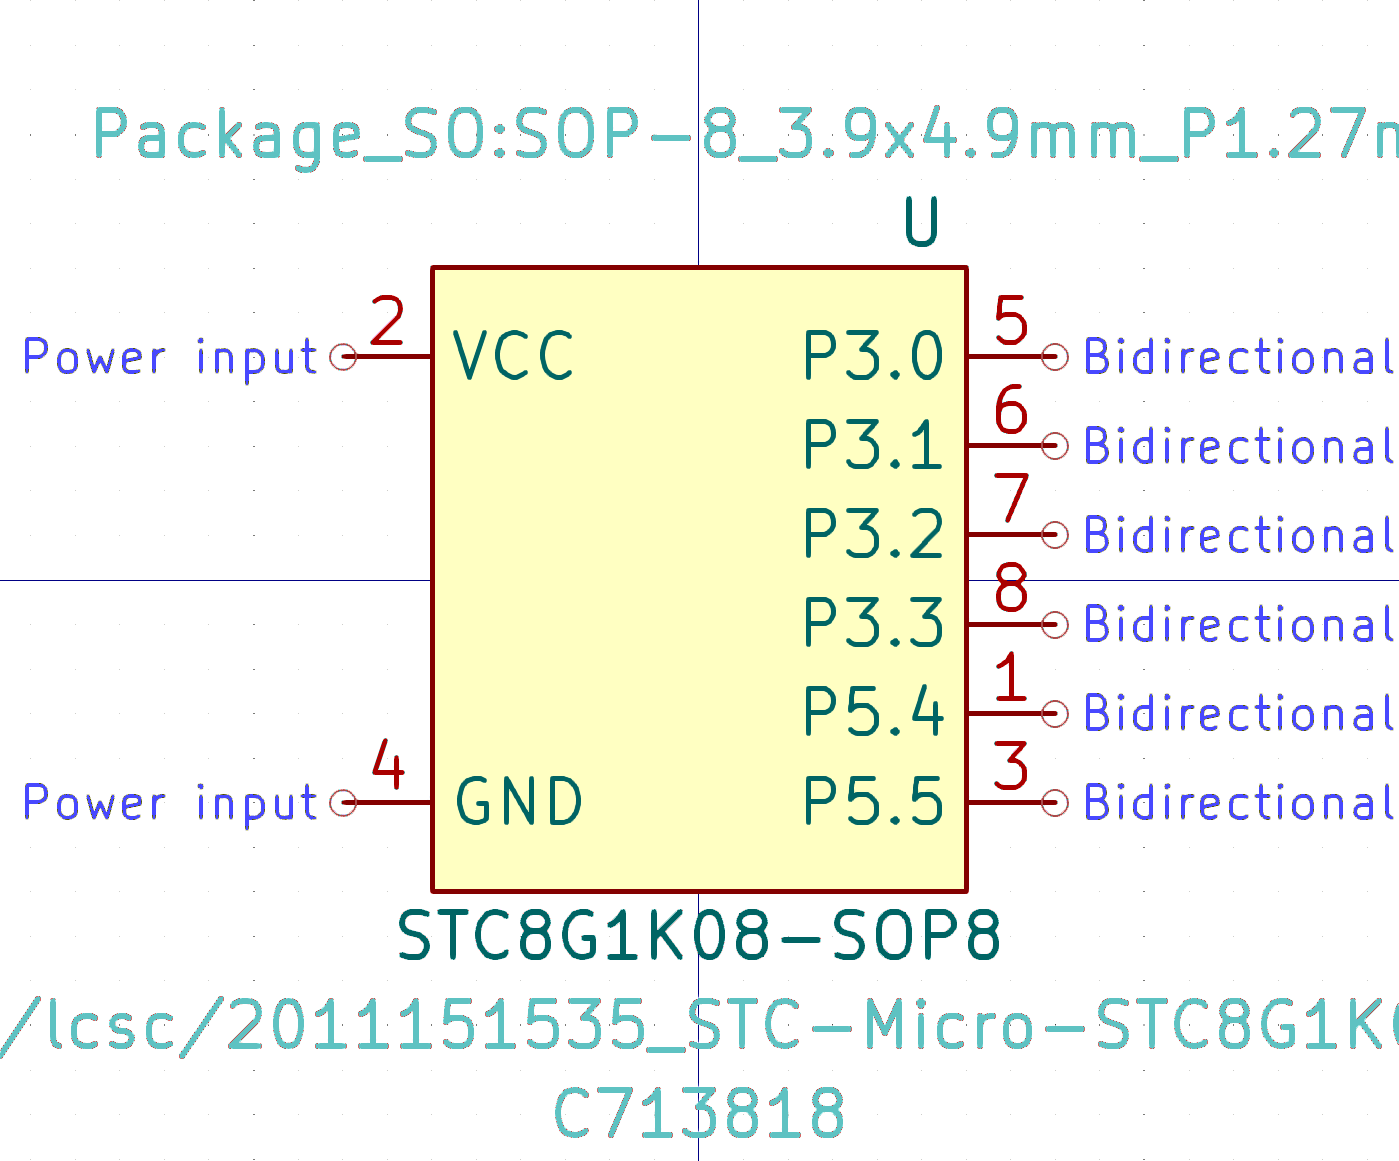 Package_SO:SOP-8_3.9x4.9mm_P1.27
U
2 5
Power input VCC P3.0 Bidirectional
6
P3.1 Bidirectional
7
P3.2 Bidirectional
8
P3.3 Bidirectional
1
P5.4 Bidirectional
4 3
Power input GND P5.5 Bidirectional
STC8G1K08-SOP8
/lcsc/2011151535_STC-Micro-STC8G1K
C713818